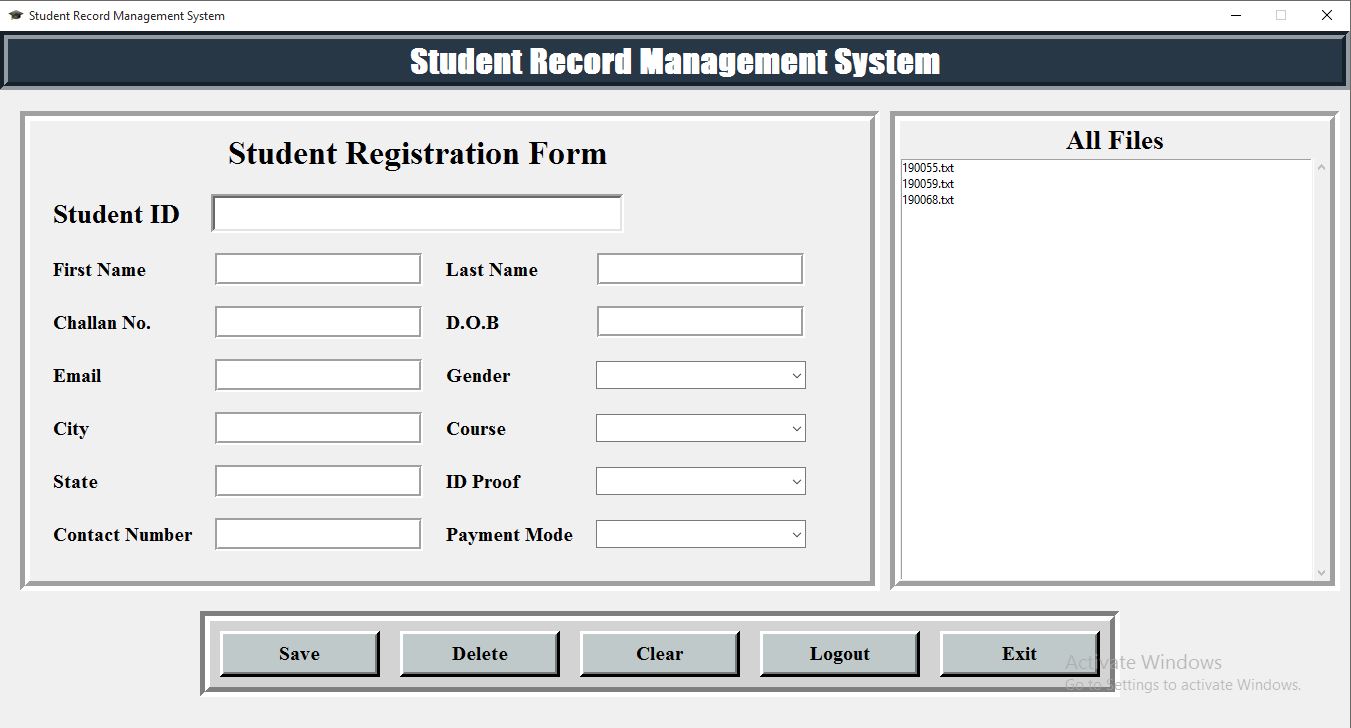 Student Record Management System
Student Record Management System
Student Registration Form
Student ID
First Name
Last Name
Challan No.
D.O.B
Email
Gender
City
Course
State
ID Proof
Contact Number
Payment Mode
All Files
190055.txt
190059.txt
190068.txt
Save
Delete
Clear
Logout
Exit
Activate Windows
Go to Settings to activate Windows.